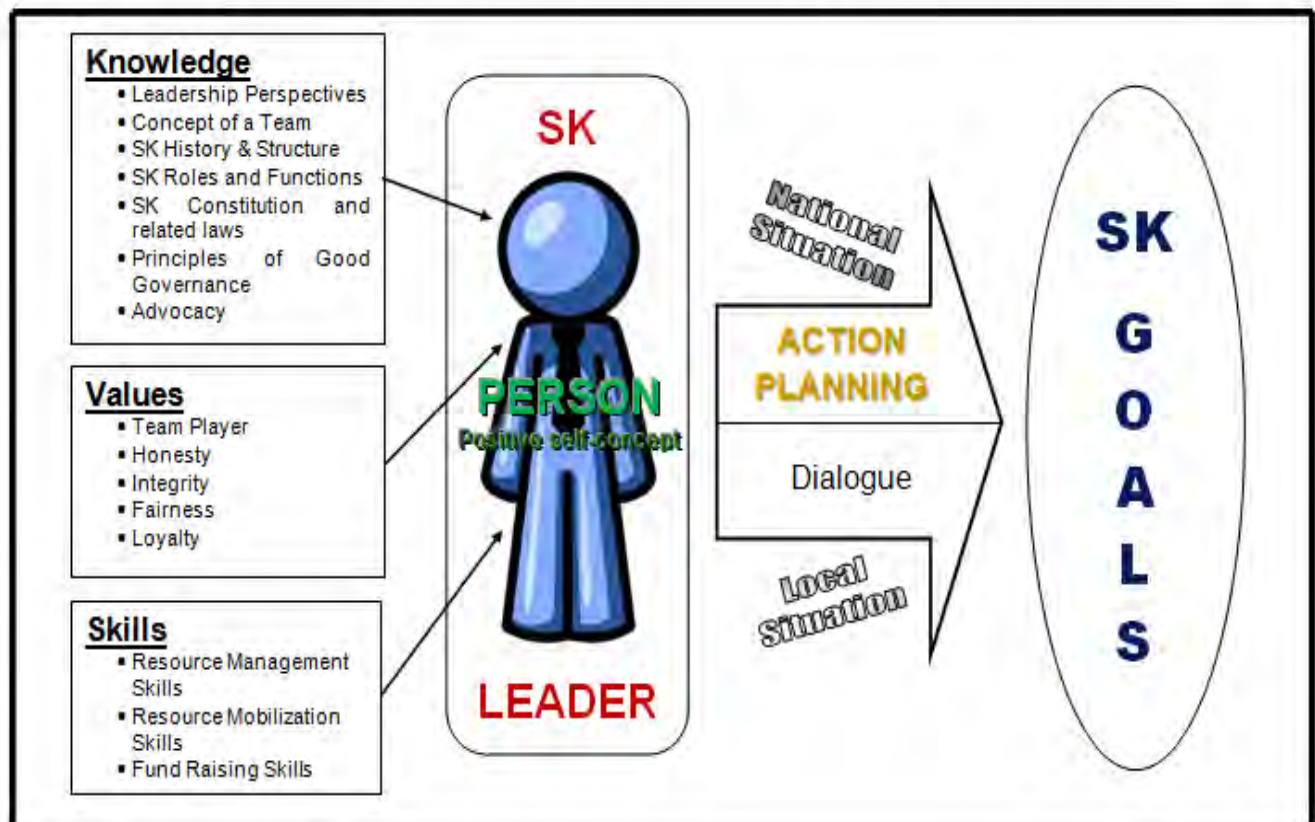 Knowledge
▪ Leadership Perspectives
▪ Concept of a Team
▪ SK History & Structure
▪ SK Roles and Functions
▪ SK Constitution and
related laws
▪ Principles of Good
Governance
▪ Advocacy
Values
▪ Team Player
▪ Honesty
▪ Integrity
▪ Fairness
▪ Loyalty
Skills
▪ Resource Management
Skills
▪ Resource Mobilization
Skills
▪ Fund Raising Skills
SK
PERSON
Positive self-concept
LEADER
National
Situation
ACTION
PLANNING
Dialogue
Local
Situation
SK
G
O
A
L
S